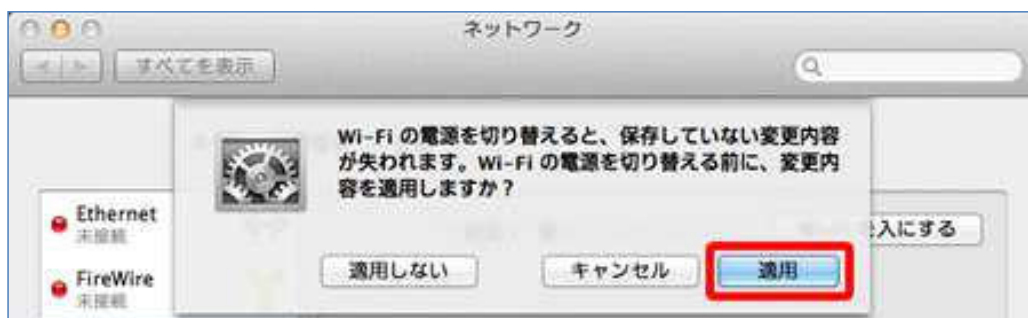 ネットワーク
すべてを表示
Wi-Fi の電源を切り替えると、保存していない変更内容
が失われます。Wi-Fi の電源を切り替える前に、変更内
容を適用しますか？
Ethernet
未接続
入にする
FireWire
未接続
適用しない
キャンセル
適用